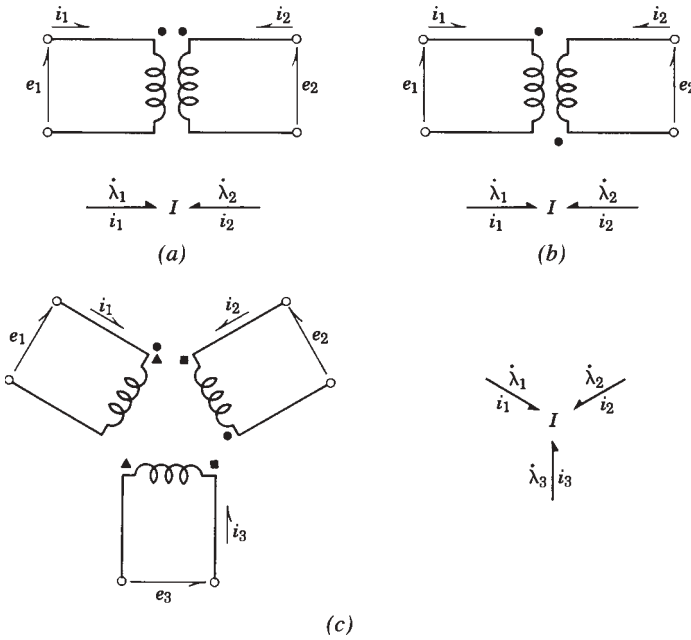 i₁ i₂
e₁ e₂
λ̇₁ I λ̇₂
i₁ i₂
(a)
i₁ i₂
e₁ e₂
λ̇₁ I λ̇₂
i₁ i₂
(b)
i₁ i₂
e₁ e₂
i₃
e₃
λ̇₁ λ̇₂
i₁ I i₂
λ̇₃ i₃
(c)